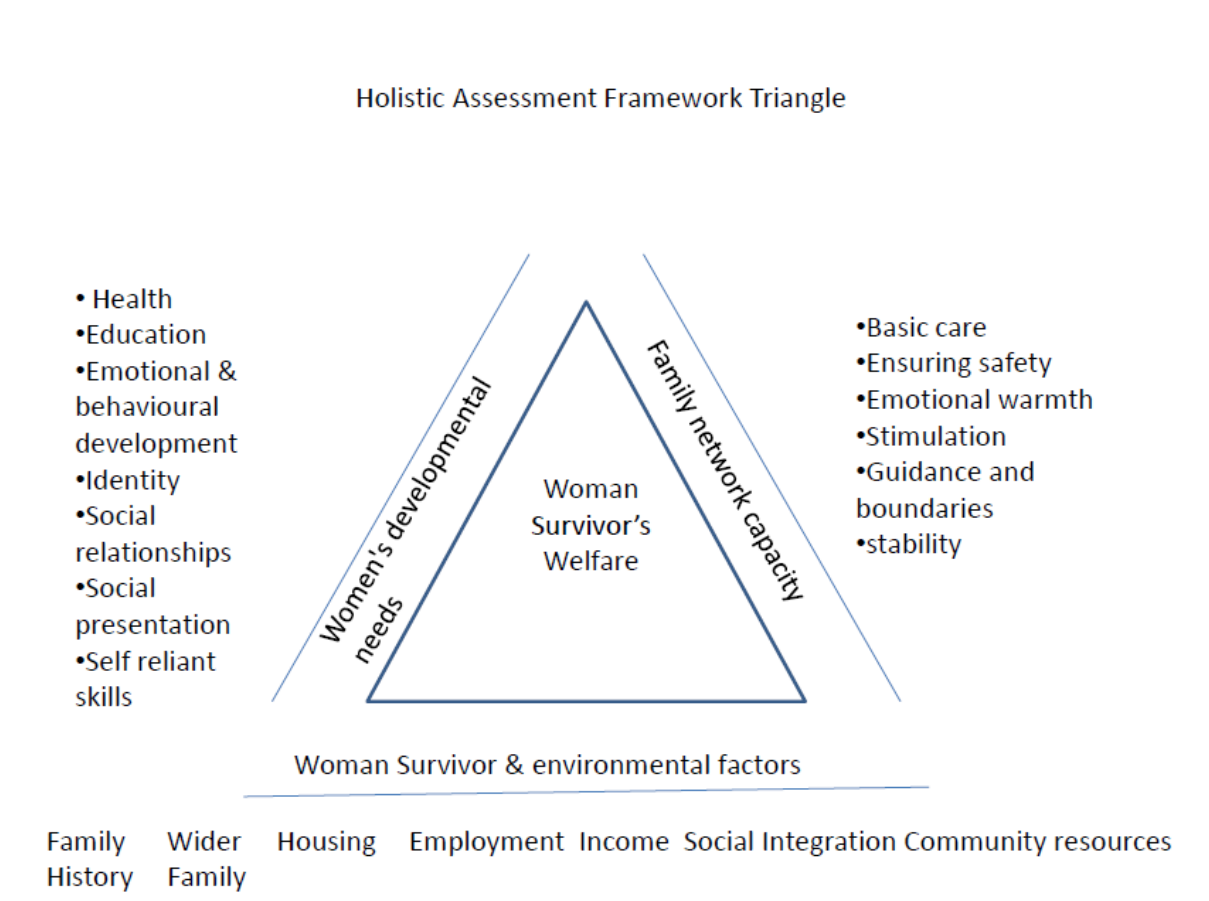 Holistic Assessment Framework Triangle
• Health
•Education
•Emotional &
behavioural
development
•Identity
•Social
relationships
•Social
presentation
•Self reliant
skills
Women's developmental
needs
Woman
Survivor’s
Welfare
Family network capacity
•Basic care
•Ensuring safety
•Emotional warmth
•Stimulation
•Guidance and
boundaries
•stability
Woman Survivor & environmental factors
Family
History
Wider
Family
Housing
Employment
Income
Social Integration
Community resources